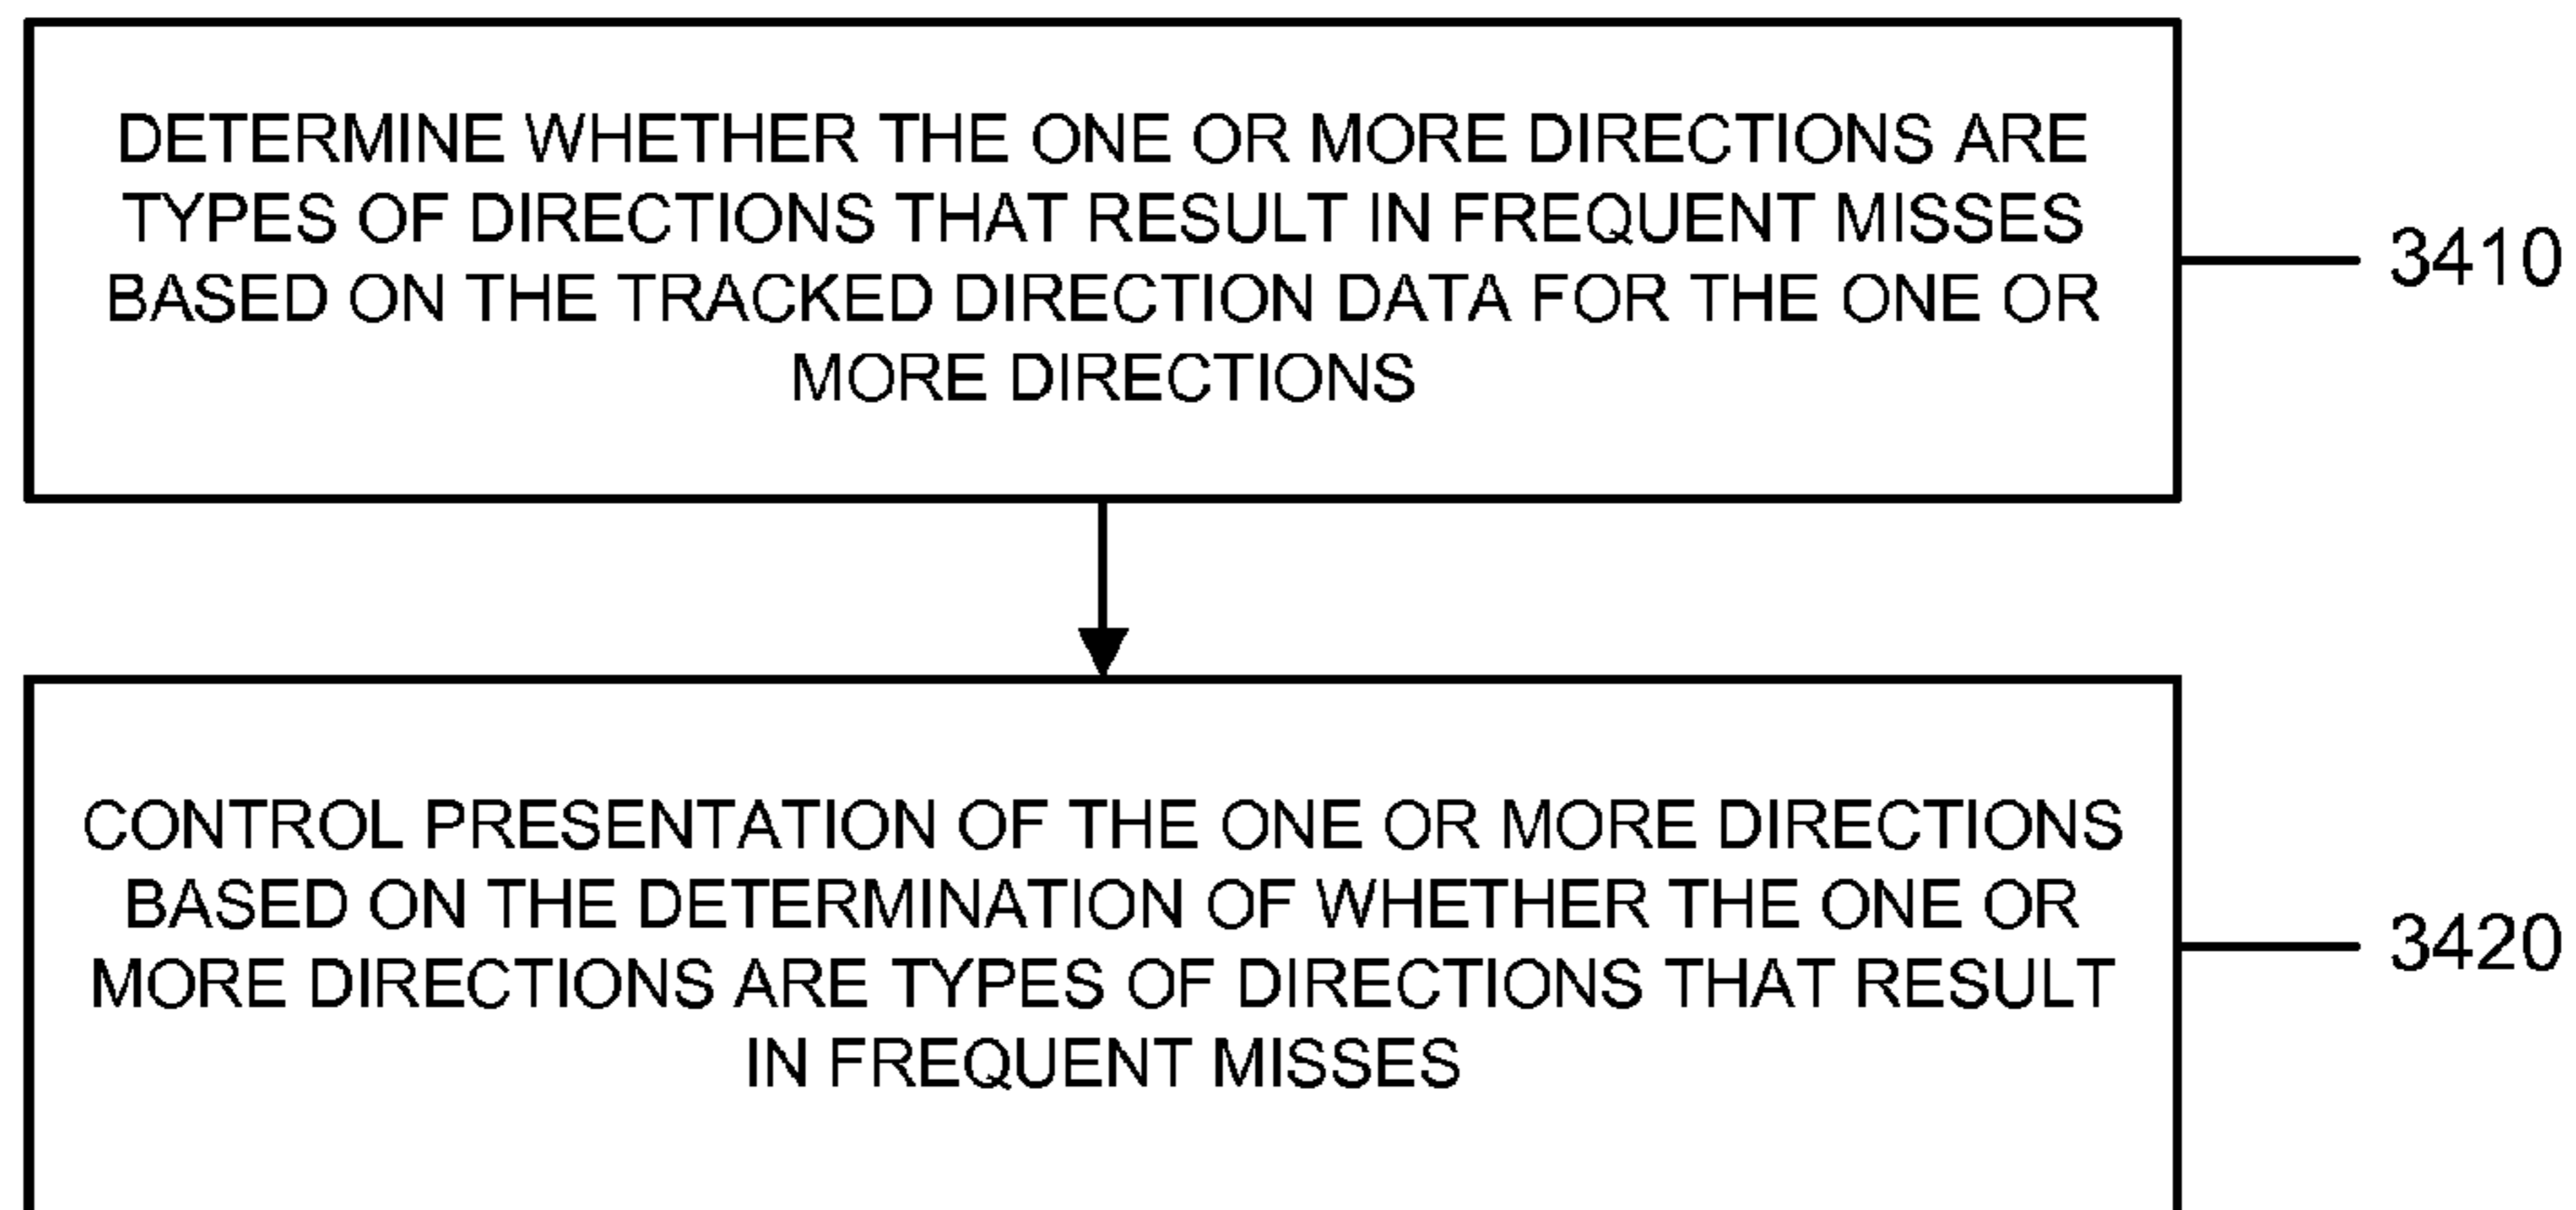 DETERMINE WHETHER THE ONE OR MORE DIRECTIONS ARE
TYPES OF DIRECTIONS THAT RESULT IN FREQUENT MISSES
BASED ON THE TRACKED DIRECTION DATA FOR THE ONE OR
MORE DIRECTIONS
3410
CONTROL PRESENTATION OF THE ONE OR MORE DIRECTIONS
BASED ON THE DETERMINATION OF WHETHER THE ONE OR
MORE DIRECTIONS ARE TYPES OF DIRECTIONS THAT RESULT
IN FREQUENT MISSES
3420